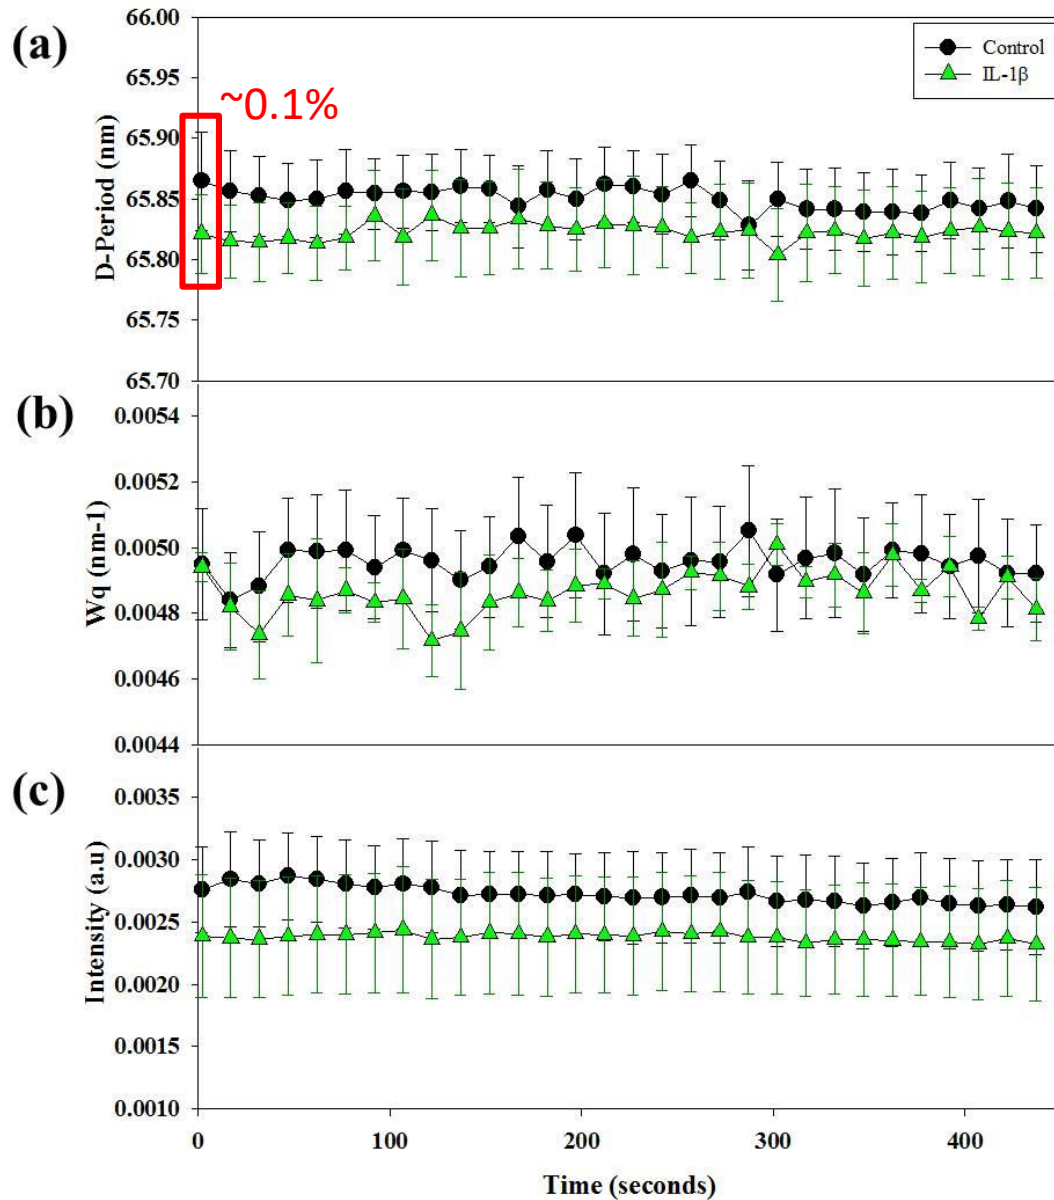 (a)
66.00
65.95
65.90
65.85
65.80
65.75
65.70
D-Period (nm)
~0.1%
Control
IL-1β
(b)
0.0054
0.0052
0.0050
0.0048
0.0046
0.0044
Wq (nm-1)
(c)
0.0035
0.0030
0.0025
0.0020
0.0015
0.0010
Intensity (a.u)
0 100 200 300 400
Time (seconds)